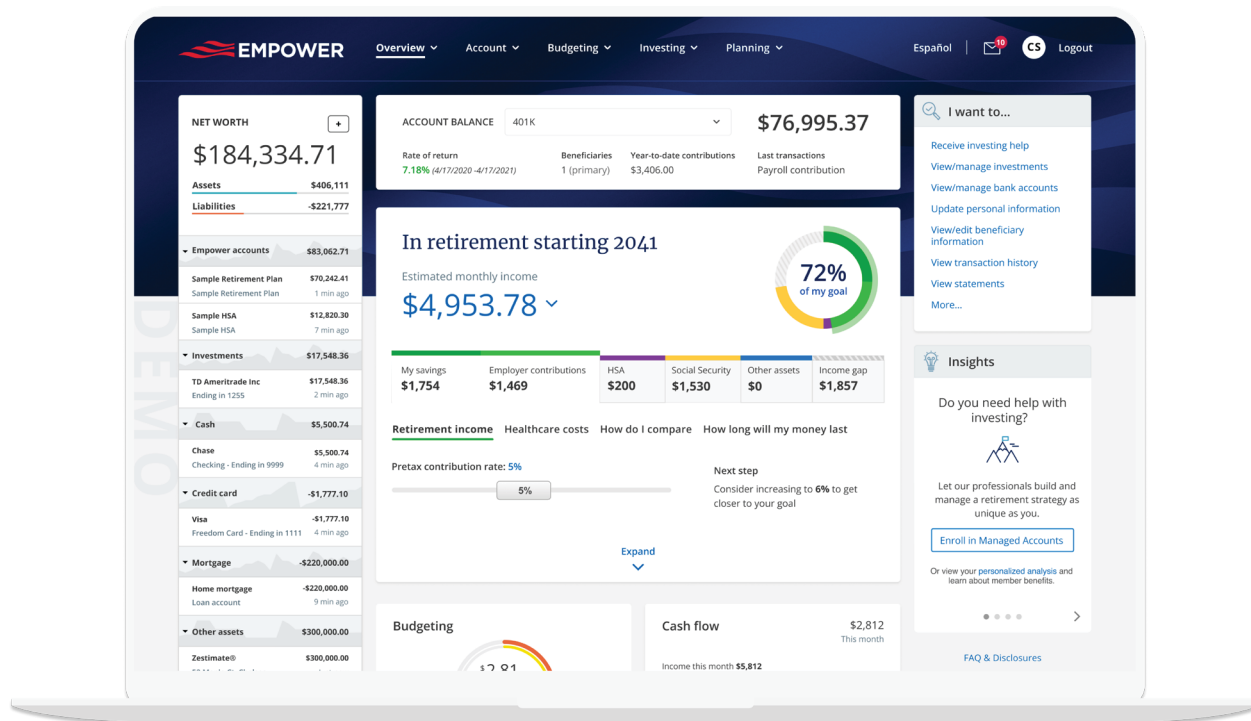 EMPOWER
Overview
Account
Budgeting
Investing
Planning
Español
10
CS
Logout
NET WORTH
+
$184,334.71
Assets $406,111
Liabilities -$221,777
Empower accounts $83,062.71
Sample Retirement Plan $70,242.41
Sample Retirement Plan 1 min ago
Sample HSA $12,820.30
Sample HSA 7 min ago
Investments $17,548.36
TD Ameritrade Inc $17,548.36
Ending in 1255 2 min ago
Cash $5,500.74
Chase $5,500.74
Checking - Ending in 9999 4 min ago
Credit card -$1,777.10
Visa -$1,777.10
Freedom Card - Ending in 1111 4 min ago
Mortgage -$220,000.00
Home mortgage -$220,000.00
Loan account 9 min ago
Other assets $300,000.00
Zestimate® $300,000.00
DEMO
ACCOUNT BALANCE 401K $76,995.37
Rate of return Beneficiaries Year-to-date contributions Last transactions
7.18% (4/17/2020 -4/17/2021) 1 (primary) $3,406.00 Payroll contribution
In retirement starting 2041
Estimated monthly income
$4,953.78
72%
of my goal
My savings Employer contributions HSA Social Security Other assets Income gap
$1,754 $1,469 $200 $1,530 $0 $1,857
Retirement income Healthcare costs How do I compare How long will my money last
Pretax contribution rate: 5%
5%
Next step
Consider increasing to 6% to get
closer to your goal
Expand
Budgeting
Cash flow $2,812
This month
Income this month $5,812
I want to...
Receive investing help
View/manage investments
View/manage bank accounts
Update personal information
View/edit beneficiary
information
View transaction history
View statements
More...
Insights
Do you need help with
investing?
Let our professionals build and
manage a retirement strategy as
unique as you.
Enroll in Managed Accounts
Or view your personalized analysis and
learn about member benefits.
FAQ & Disclosures